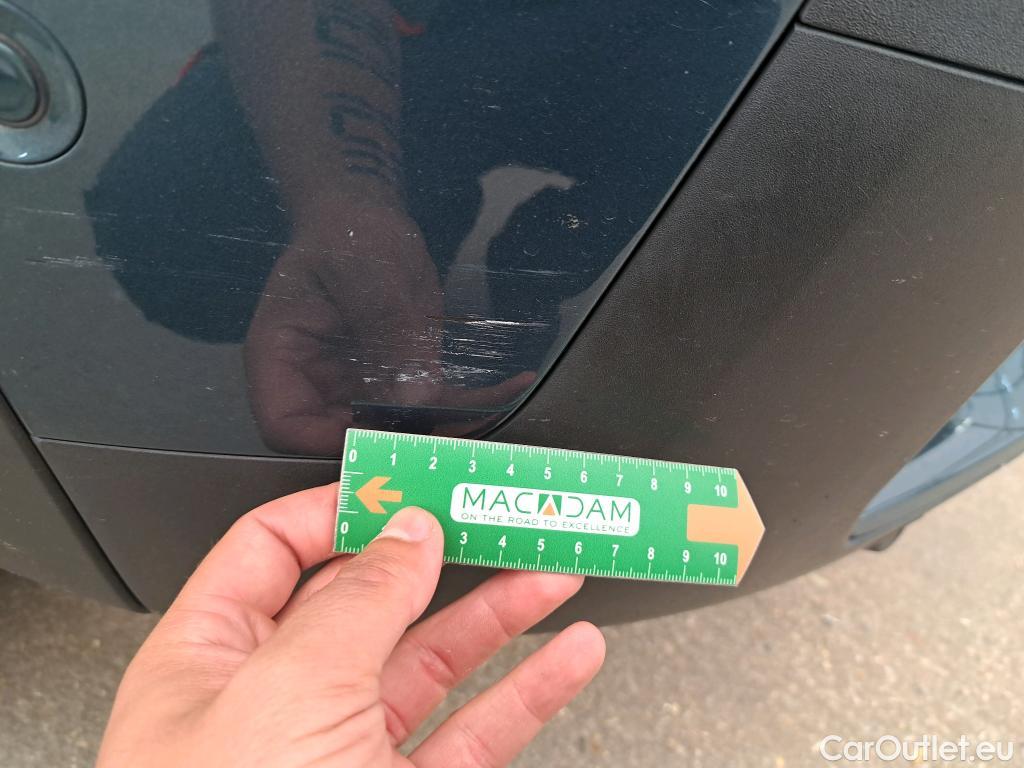 0 1 2 3 4 5 6 7 8 9 10
MACADAM
ON THE ROAD TO EXCELLENCE
0 2 3 4 5 6 7 8 9 10
CarOutlet.eu